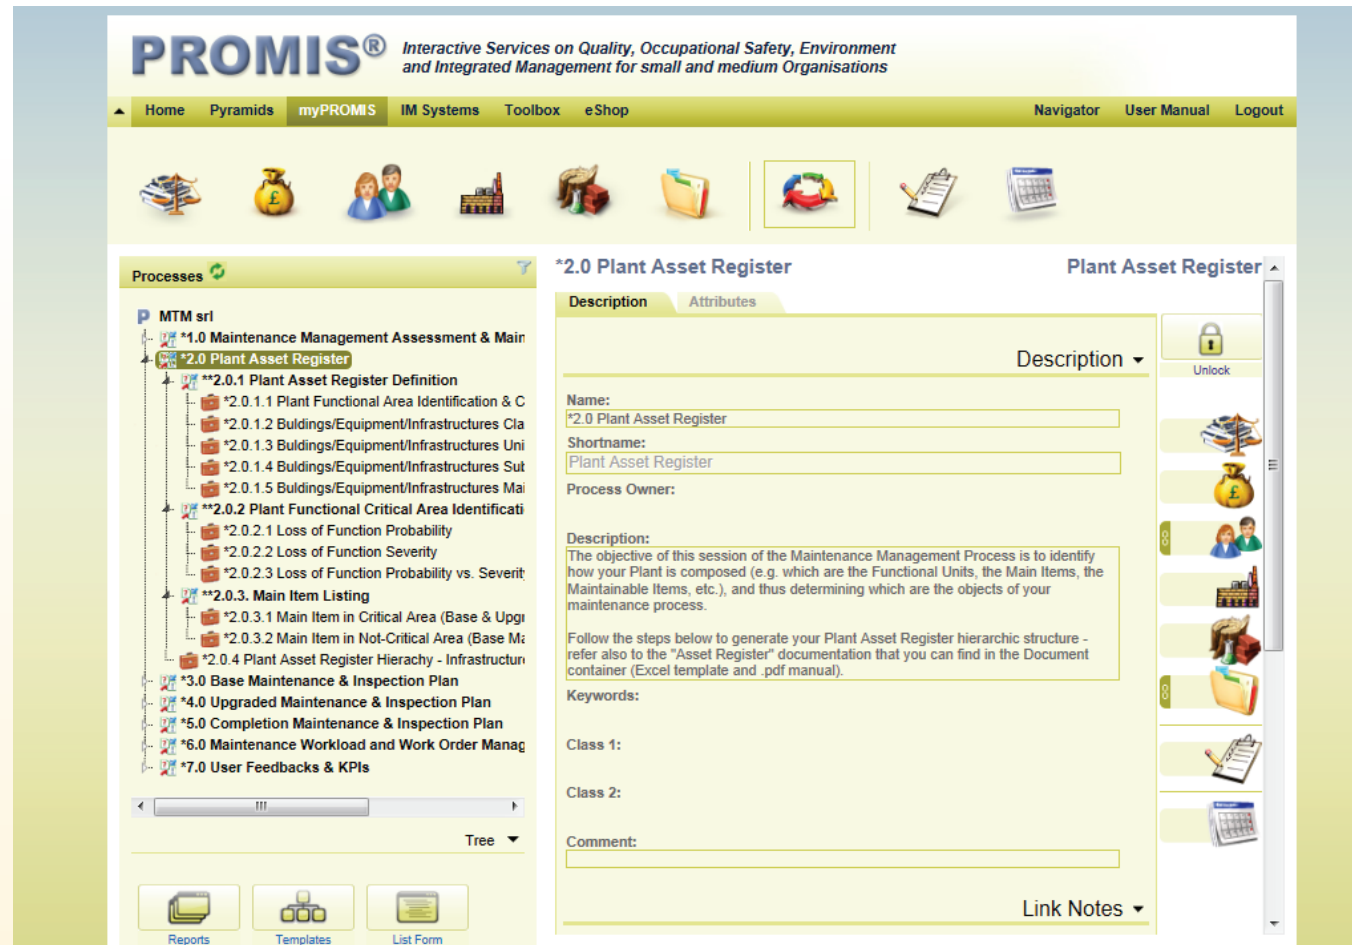 PROMIS® Interactive Services on Quality, Occupational Safety, Environment
and Integrated Management for small and medium Organisations
Home Pyramids myPROMIS IM Systems Toolbox eShop Navigator User Manual Logout
Processes
MTM srl
*1.0 Maintenance Management Assessment & Main
*2.0 Plant Asset Register
**2.0.1 Plant Asset Register Definition
*2.0.1.1 Plant Functional Area Identification & C
*2.0.1.2 Buldings/Equipment/Infrastructures Cla
*2.0.1.3 Buldings/Equipment/Infrastructures Uni
*2.0.1.4 Buldings/Equipment/Infrastructures Sub
*2.0.1.5 Buldings/Equipment/Infrastructures Mai
**2.0.2 Plant Functional Critical Area Identificati
*2.0.2.1 Loss of Function Probability
*2.0.2.2 Loss of Function Severity
*2.0.2.3 Loss of Function Probability vs. Severit
**2.0.3. Main Item Listing
*2.0.3.1 Main Item in Critical Area (Base & Upgr
*2.0.3.2 Main Item in Not-Critical Area (Base Ma
*2.0.4 Plant Asset Register Hierachy - Infrastructure
*3.0 Base Maintenance & Inspection Plan
*4.0 Upgraded Maintenance & Inspection Plan
*5.0 Completion Maintenance & Inspection Plan
*6.0 Maintenance Workload and Work Order Manag
*7.0 User Feedbacks & KPIs
Tree
Reports Templates List Form
*2.0 Plant Asset Register Plant Asset Register
Description Attributes
Description
Unlock
Name:
*2.0 Plant Asset Register
Shortname:
Plant Asset Register
Process Owner:
Description:
The objective of this session of the Maintenance Management Process is to identify
how your Plant is composed (e.g. which are the Functional Units, the Main Items, the
Maintainable Items, etc.), and thus determining which are the objects of your
maintenance process.
Follow the steps below to generate your Plant Asset Register hierarchic structure -
refer also to the "Asset Register" documentation that you can find in the Document
container (Excel template and .pdf manual).
Keywords:
Class 1:
Class 2:
Comment:
Link Notes